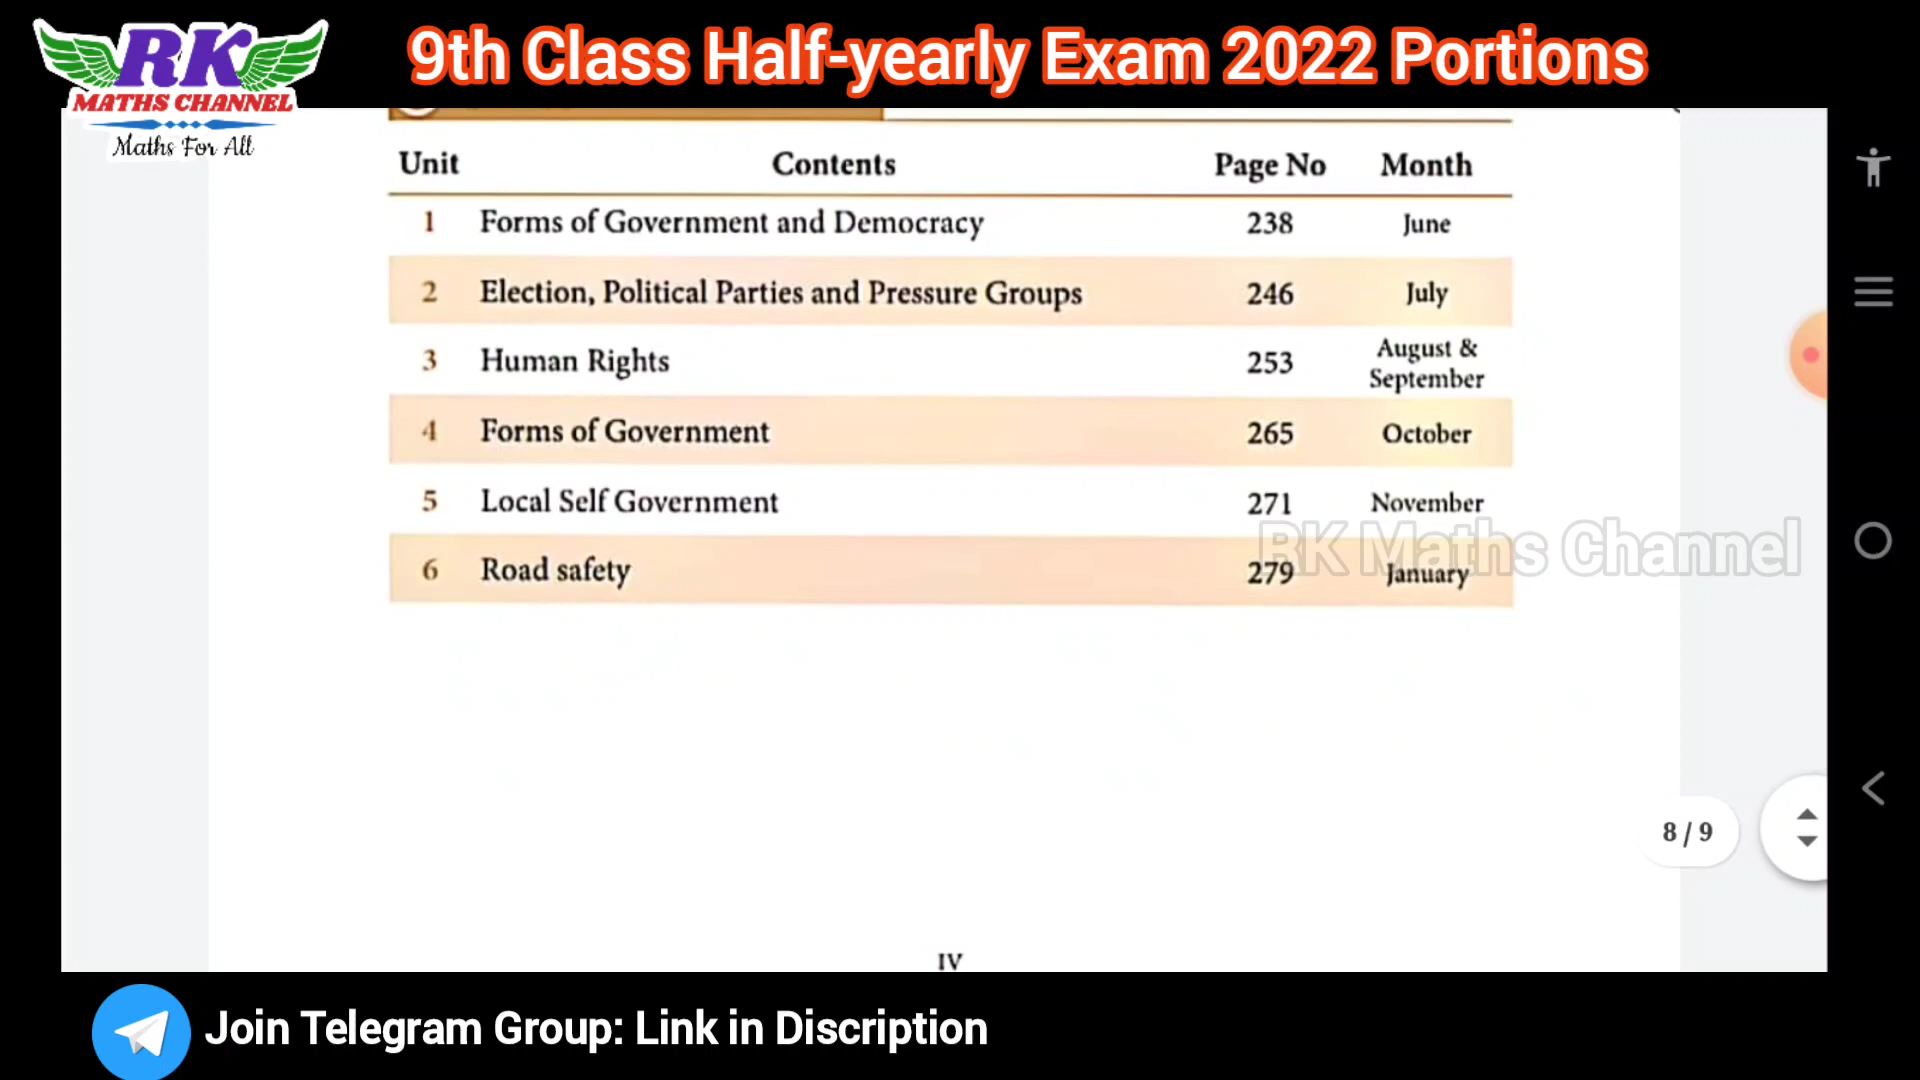 RK
MATHS CHANNEL
Maths For All
9th Class Half-yearly Exam 2022 Portions
Unit Contents Page No Month
1 Forms of Government and Democracy 238 June
2 Election, Political Parties and Pressure Groups 246 July
3 Human Rights 253 August & September
4 Forms of Government 265 October
5 Local Self Government 271 November
6 Road safety 279 January
RK Maths Channel
8 / 9
IV
Join Telegram Group: Link in Discription